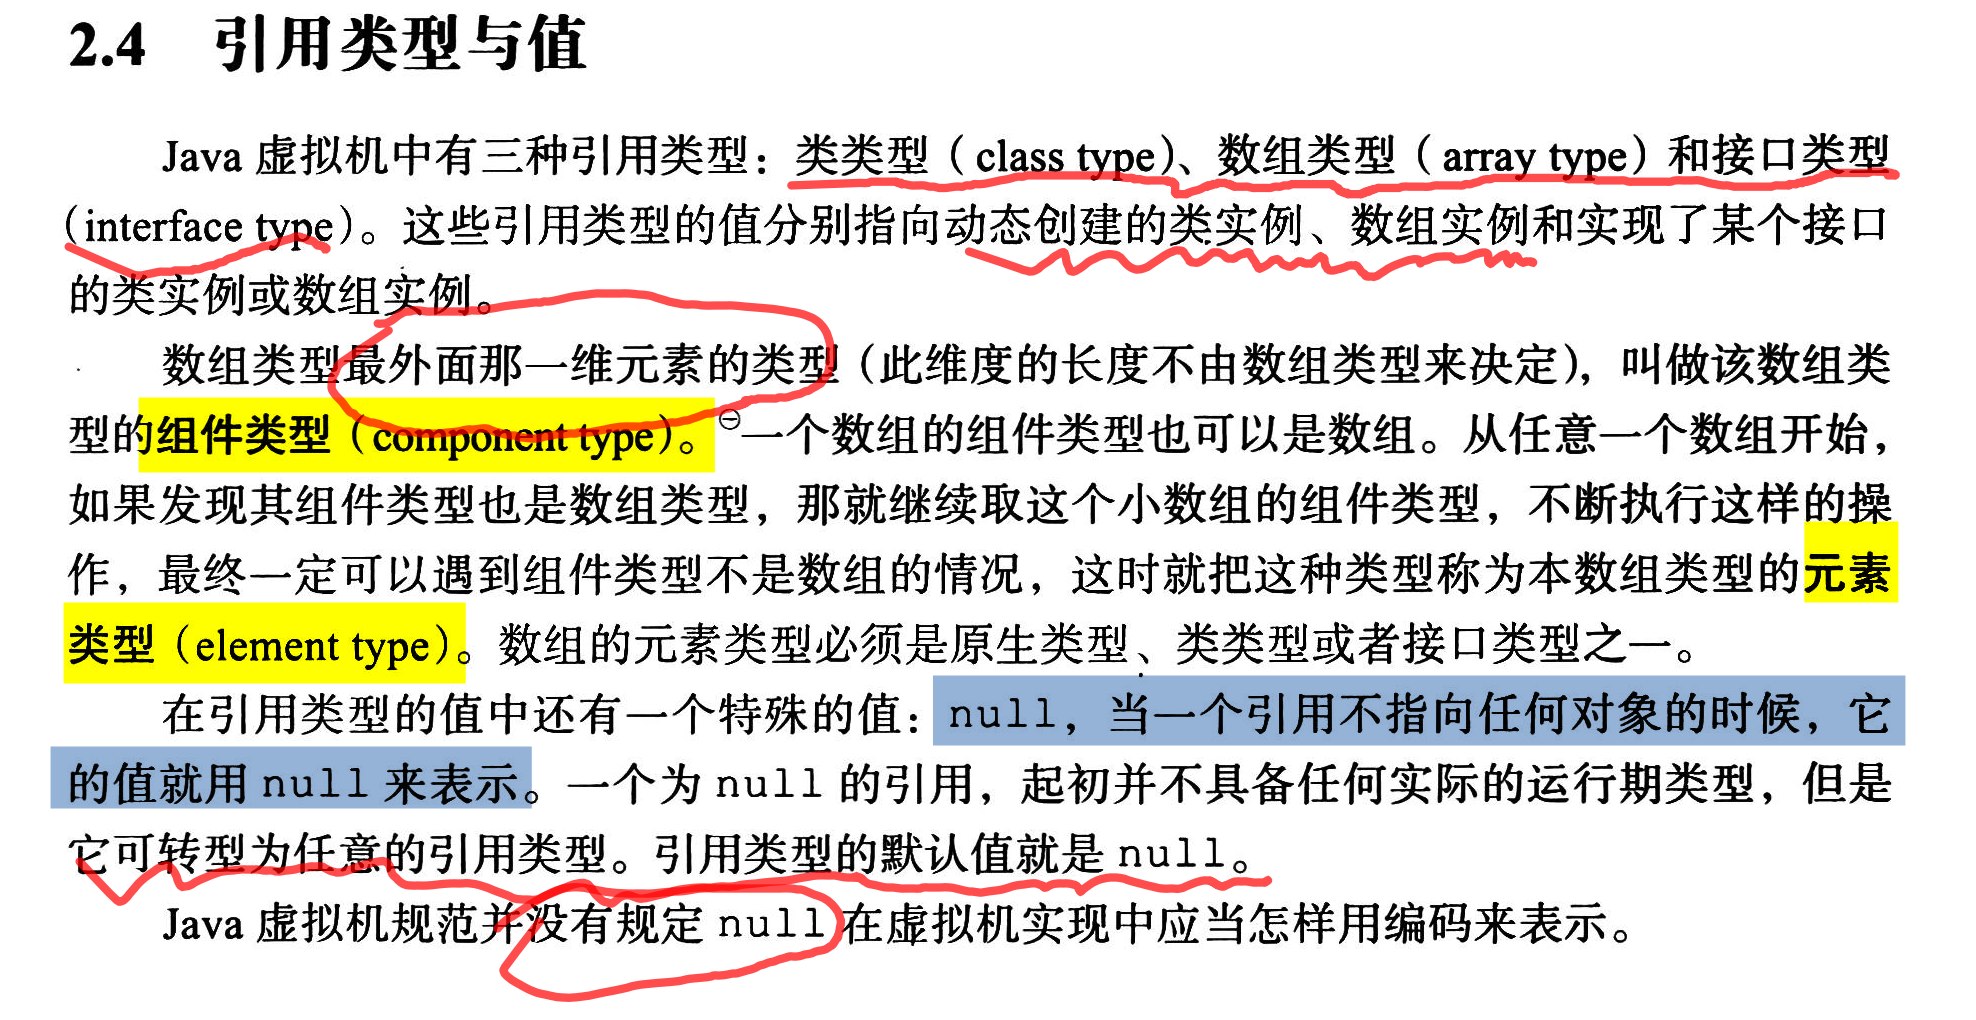 2.4 引用类型与值
Java 虚拟机中有三种引用类型：类类型（class type）、数组类型（array type）和接口类型
（interface type）。这些引用类型的值分别指向动态创建的类实例、数组实例和实现了某个接口
的类实例或数组实例。
数组类型最外面那一维元素的类型（此维度的长度不由数组类型来决定），叫做该数组类
型的组件类型（component type）。㊀一个数组的组件类型也可以是数组。从任意一个数组开始，
如果发现其组件类型也是数组类型，那就继续取这个小数组的组件类型，不断执行这样的操
作，最终一定可以遇到组件类型不是数组的情况，这时就把这种类型称为本数组类型的元素
类型（element type）。数组的元素类型必须是原生类型、类类型或者接口类型之一。
在引用类型的值中还有一个特殊的值：null，当一个引用不指向任何对象的时候，它
的值就用 null 来表示。一个为 null 的引用，起初并不具备任何实际的运行期类型，但是
它可转型为任意的引用类型。引用类型的默认值就是 null。
Java 虚拟机规范并没有规定 null 在虚拟机实现中应当怎样用编码来表示。